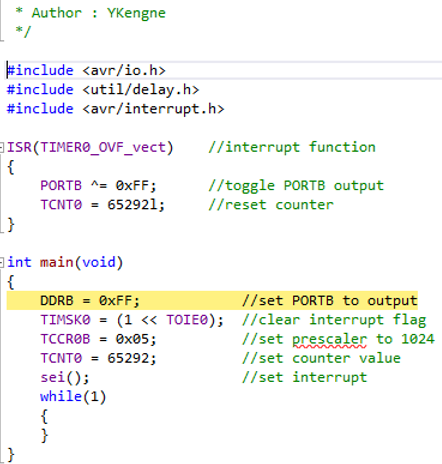 * Author : YKengne
*/
#include <avr/io.h>
#include <util/delay.h>
#include <avr/interrupt.h>
ISR(TIMER0_OVF_vect) //interrupt function
{
PORTB ^= 0xFF; //toggle PORTB output
TCNT0 = 65292l; //reset counter
}
int main(void)
{
DDRB = 0xFF; //set PORTB to output
TIMSK0 = (1 << TOIE0); //clear interrupt flag
TCCR0B = 0x05; //set prescaler to 1024
TCNT0 = 65292; //set counter value
sei(); //set interrupt
while(1)
{
}
}